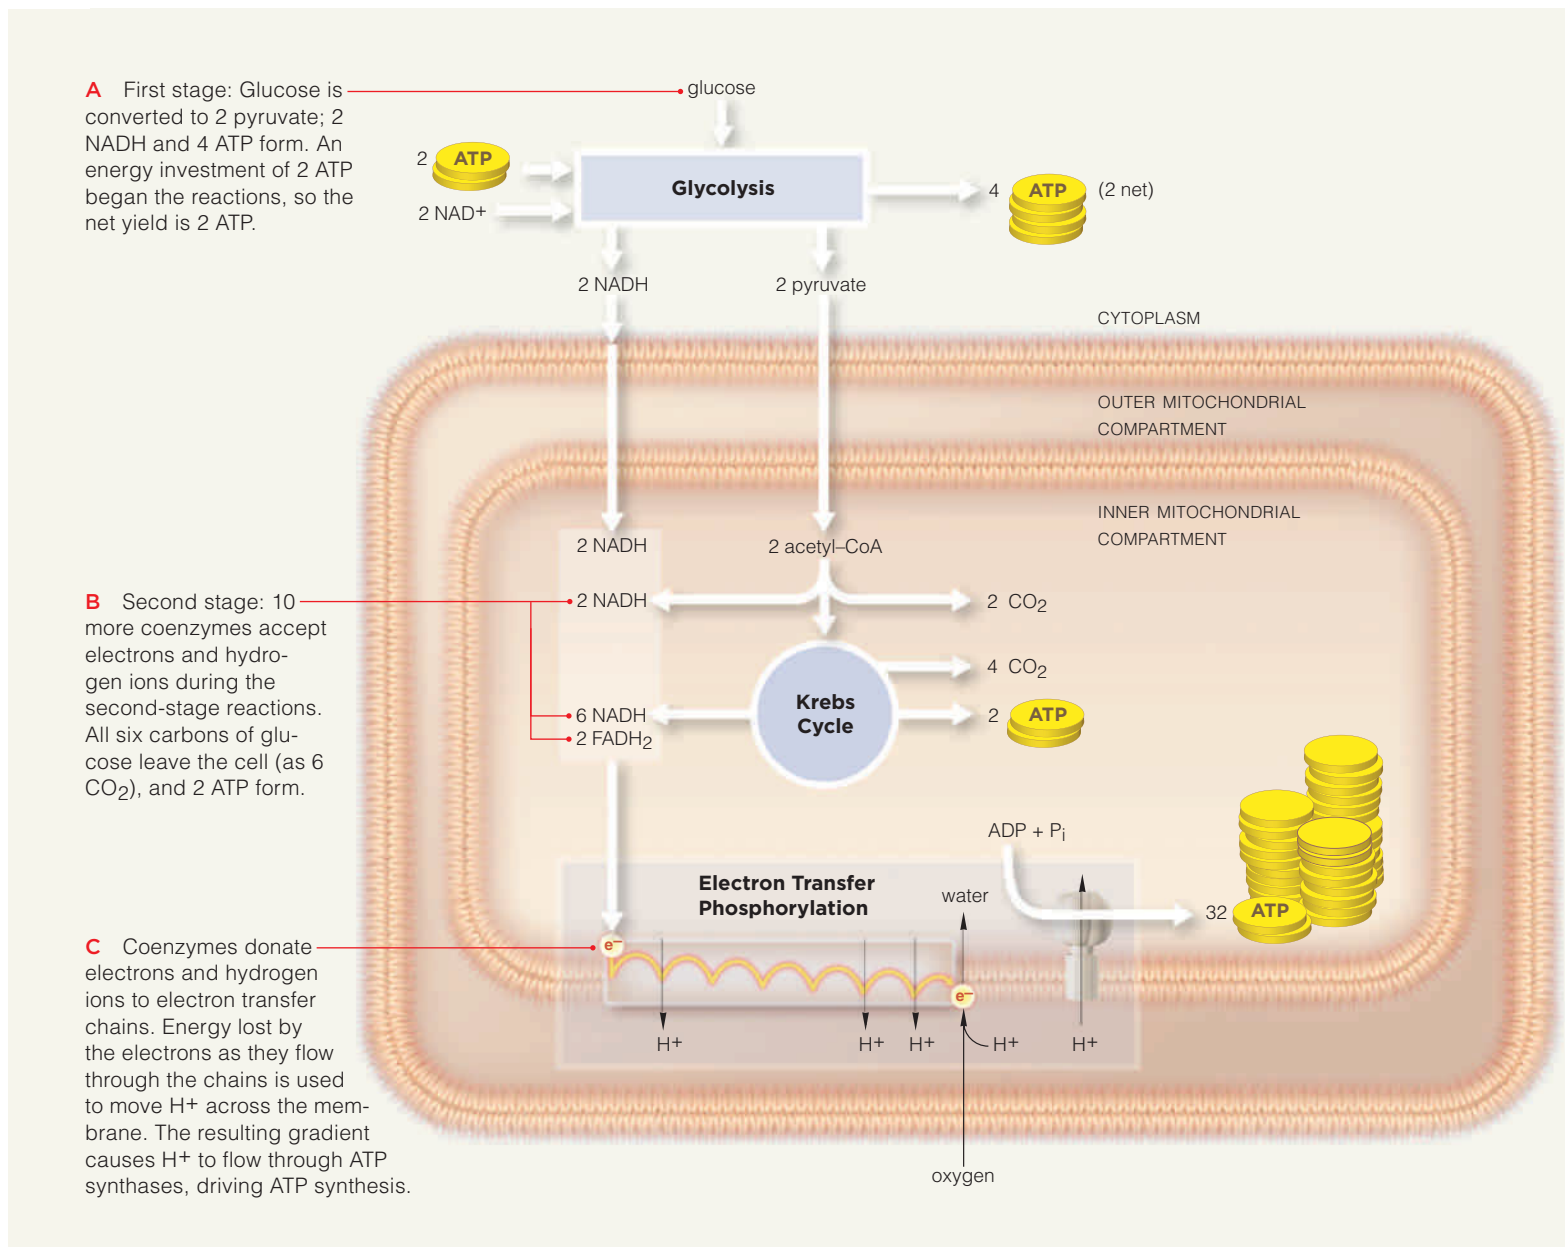 A First stage: Glucose is
converted to 2 pyruvate; 2
NADH and 4 ATP form. An
energy investment of 2 ATP
began the reactions, so the
net yield is 2 ATP.
glucose
2 ATP
2 NAD+
Glycolysis
4 ATP (2 net)
2 NADH
2 pyruvate
CYTOPLASM
OUTER MITOCHONDRIAL
COMPARTMENT
INNER MITOCHONDRIAL
COMPARTMENT
2 NADH
2 acetyl–CoA
B Second stage: 10
more coenzymes accept
electrons and hydro-
gen ions during the
second-stage reactions.
All six carbons of glu-
cose leave the cell (as 6
CO2), and 2 ATP form.
2 NADH
2 CO2
4 CO2
Krebs
Cycle
6 NADH
2 FADH2
2 ATP
ADP + Pi
Electron Transfer
Phosphorylation
water
32 ATP
C Coenzymes donate
electrons and hydrogen
ions to electron transfer
chains. Energy lost by
the electrons as they flow
through the chains is used
to move H+ across the mem-
brane. The resulting gradient
causes H+ to flow through ATP
synthases, driving ATP synthesis.
e–
e–
H+
H+
H+
H+
H+
oxygen